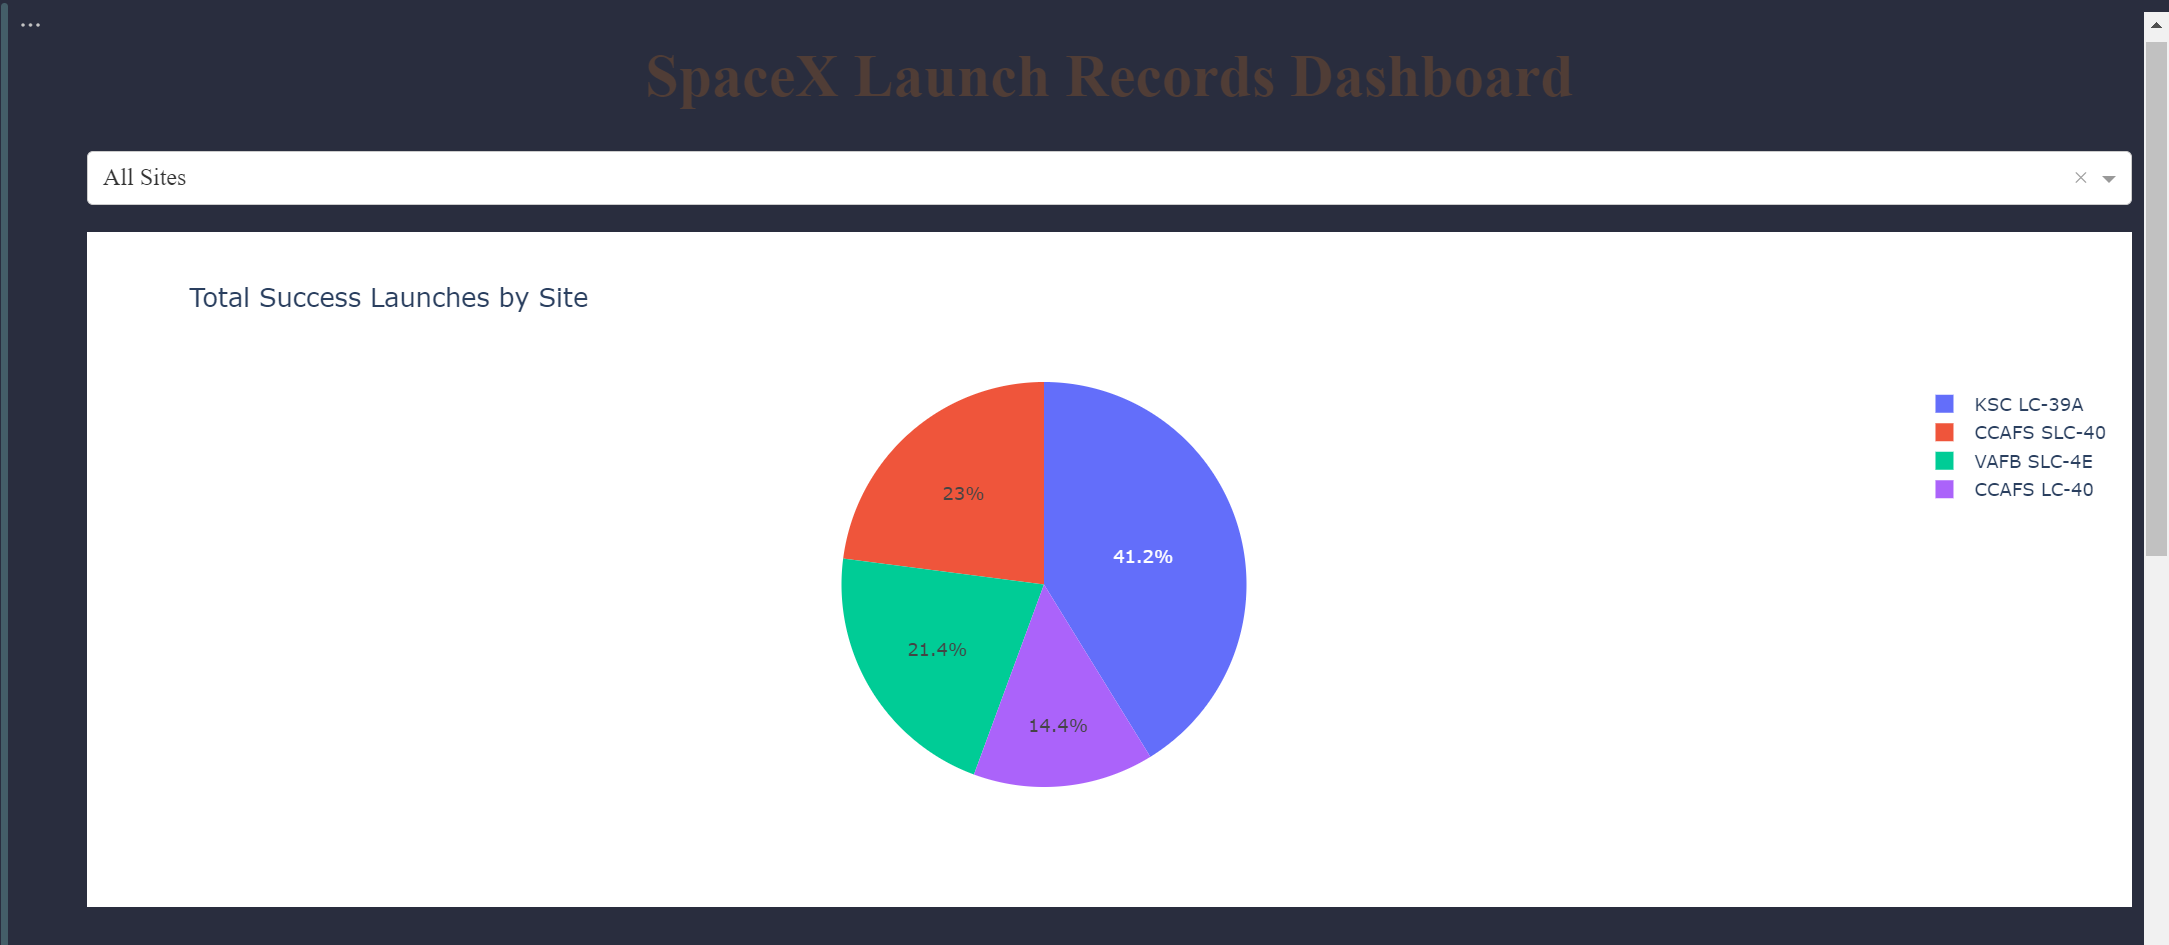 ...
SpaceX Launch Records Dashboard
All Sites
Total Success Launches by Site
KSC LC-39A
CCAFS SLC-40
VAFB SLC-4E
CCAFS LC-40
23%
41.2%
21.4%
14.4%